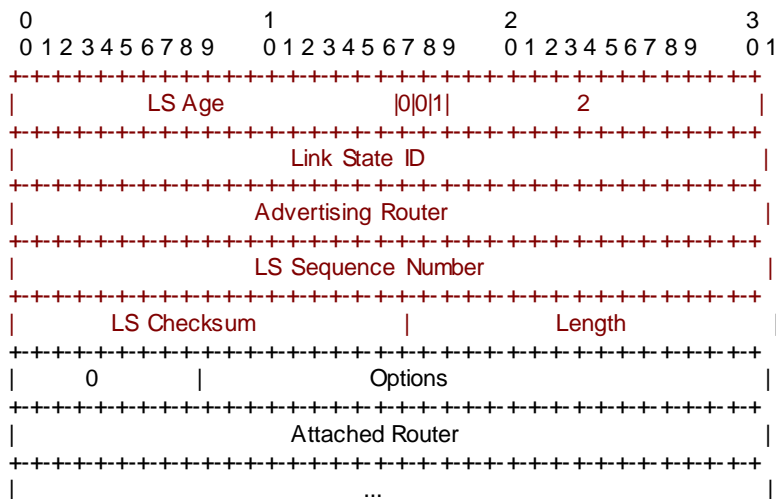 0 1 2 3
0 1 2 3 4 5 6 7 8 9 0 1 2 3 4 5 6 7 8 9 0 1 2 3 4 5 6 7 8 9 0 1
+-+-+-+-+-+-+-+-+-+-+-+-+-+-+-+-+-+-+-+-+-+-+-+-+-+-+-+-+-+-+-+-+
| LS Age |0|0|1| 2 |
+-+-+-+-+-+-+-+-+-+-+-+-+-+-+-+-+-+-+-+-+-+-+-+-+-+-+-+-+-+-+-+-+
| Link State ID |
+-+-+-+-+-+-+-+-+-+-+-+-+-+-+-+-+-+-+-+-+-+-+-+-+-+-+-+-+-+-+-+-+
| Advertising Router |
+-+-+-+-+-+-+-+-+-+-+-+-+-+-+-+-+-+-+-+-+-+-+-+-+-+-+-+-+-+-+-+-+
| LS Sequence Number |
+-+-+-+-+-+-+-+-+-+-+-+-+-+-+-+-+-+-+-+-+-+-+-+-+-+-+-+-+-+-+-+-+
| LS Checksum | Length |
+-+-+-+-+-+-+-+-+-+-+-+-+-+-+-+-+-+-+-+-+-+-+-+-+-+-+-+-+-+-+-+-+
| 0 | Options |
+-+-+-+-+-+-+-+-+-+-+-+-+-+-+-+-+-+-+-+-+-+-+-+-+-+-+-+-+-+-+-+-+
| Attached Router |
+-+-+-+-+-+-+-+-+-+-+-+-+-+-+-+-+-+-+-+-+-+-+-+-+-+-+-+-+-+-+-+-+
| ... |